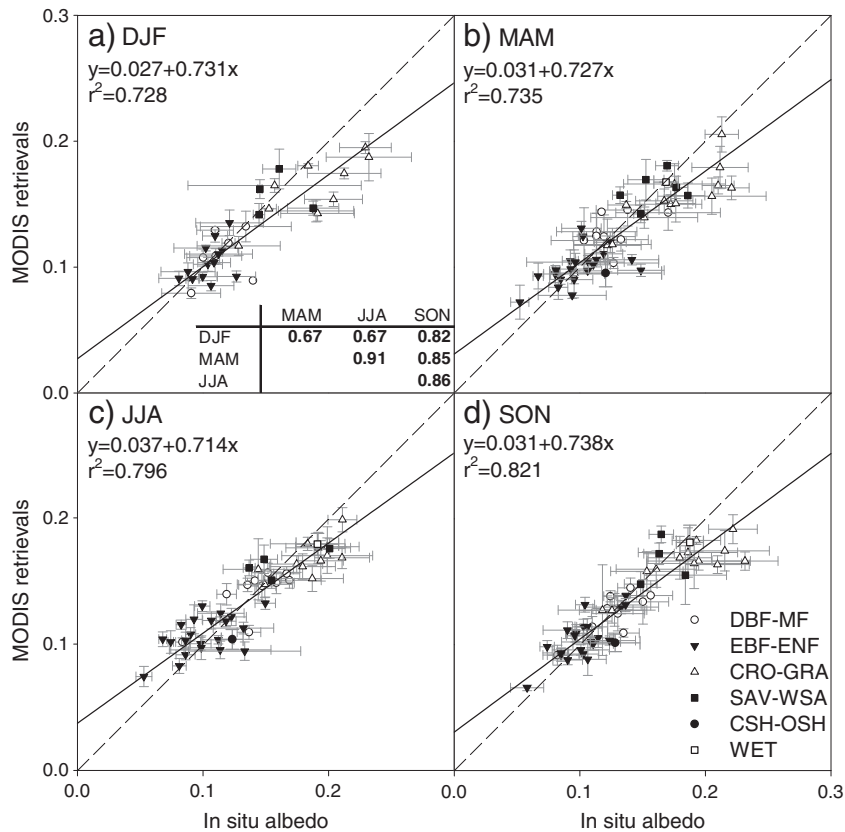 a) DJF
y=0.027+0.731x
r²=0.728
MAM JJA SON
DJF 0.67 0.67 0.82
MAM 0.91 0.85
JJA 0.86
b) MAM
y=0.031+0.727x
r²=0.735
c) JJA
y=0.037+0.714x
r²=0.796
d) SON
y=0.031+0.738x
r²=0.821
DBF-MF
EBF-ENF
CRO-GRA
SAV-WSA
CSH-OSH
WET
MODIS retrievals
0.3
0.2
0.1
0.0
MODIS retrievals
0.2
0.1
0.0
0.0 0.1 0.2 0.0 0.1 0.2 0.3
In situ albedo In situ albedo